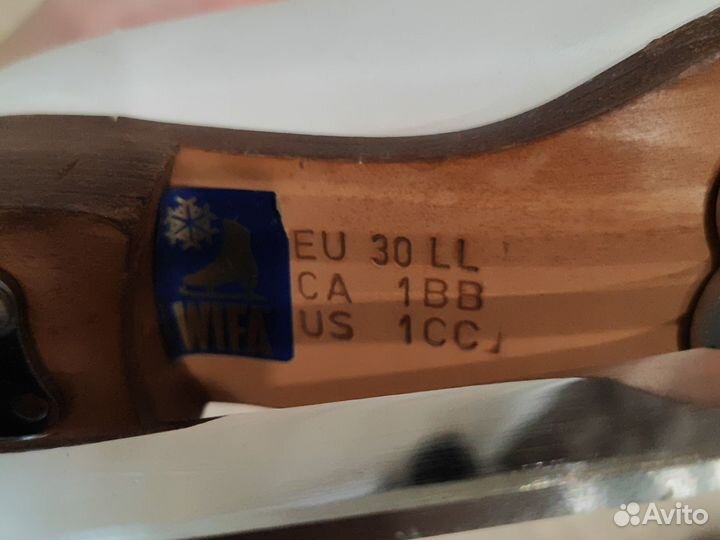 WIFA
EU 30 LL
CA 1BB
US 1CC
Avito